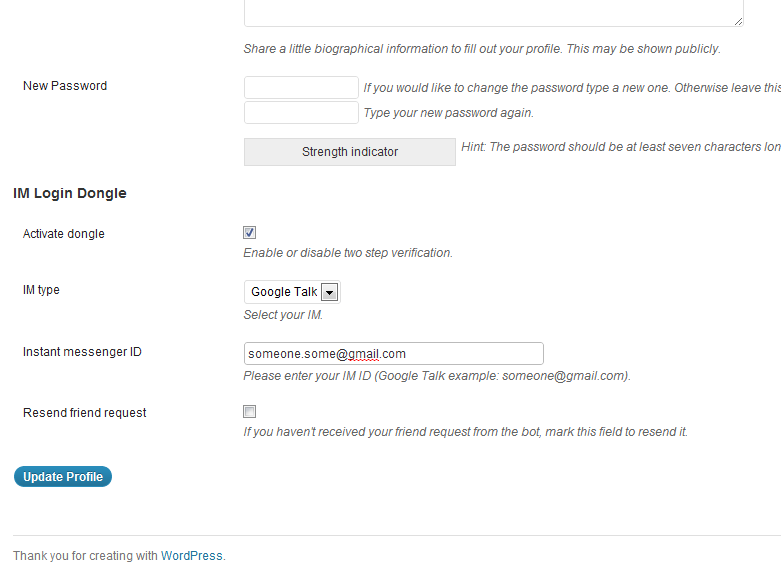 Share a little biographical information to fill out your profile. This may be shown publicly.
New Password
If you would like to change the password type a new one. Otherwise leave this
Type your new password again.
Strength indicator
Hint: The password should be at least seven characters lon
IM Login Dongle
Activate dongle
Enable or disable two step verification.
IM type
Google Talk
Select your IM.
Instant messenger ID
someone.some@gmail.com
Please enter your IM ID (Google Talk example: someone@gmail.com).
Resend friend request
If you haven't received your friend request from the bot, mark this field to resend it.
Update Profile
Thank you for creating with WordPress.